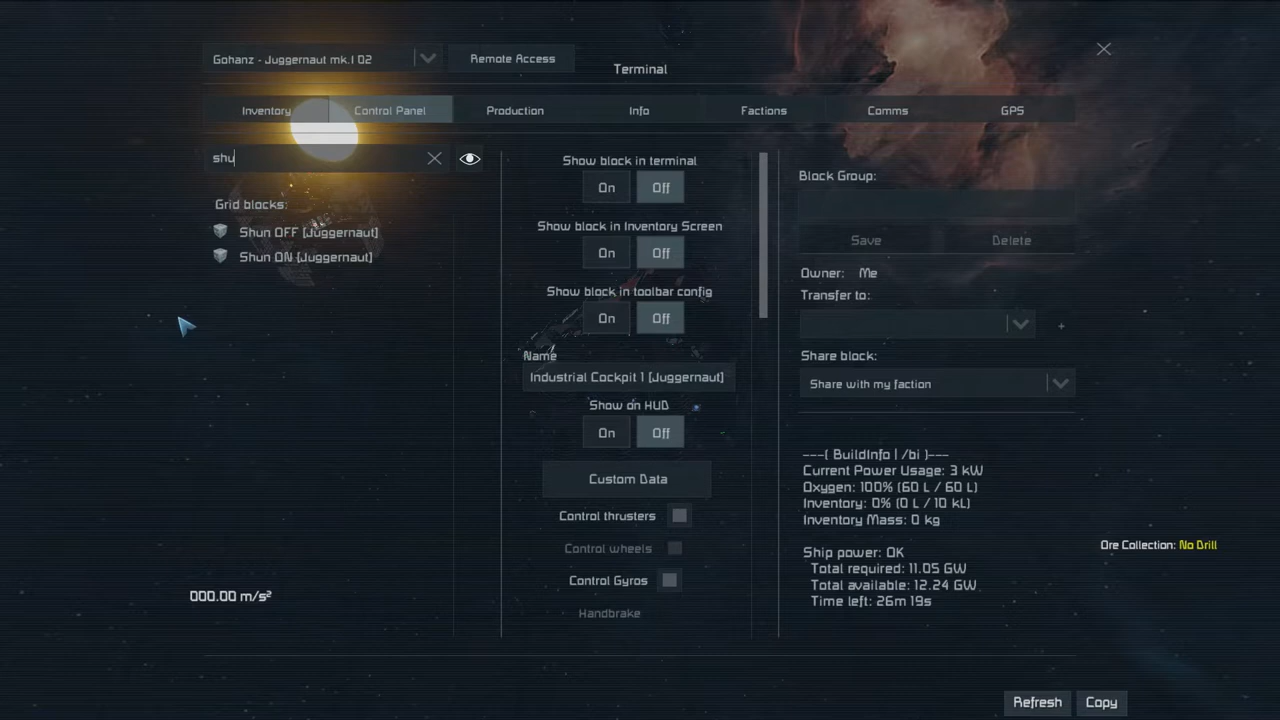 Gahanz - Juggernaut mk.I 02
Remote Access
Terminal
Inventory
Control Panel
Production
Info
Factions
Comms
GPS
shu
Grid blocks:
Shun OFF [Juggernaut]
Shun ON [Juggernaut]
Show block in terminal
On Off
Show block in Inventory Screen
On Off
Show block in toolbar config
On Off
Name
Industrial Cockpit 1 [Juggernaut]
Show on HUD
On Off
Custom Data
Control thrusters
Control wheels
Control Gyros
Handbrake
Block Group:
Save
Delete
Owner: Me
Transfer to:
+
Share block:
Share with my faction
---{ BuildInfo | /bi }---
Current Power Usage: 3 kW
Oxygen: 100% (60 L / 60 L)
Inventory: 0% (0 L / 10 kL)
Inventory Mass: 0 kg
Ship power: OK
Total required: 11.05 GW
Total available: 12.24 GW
Time left: 26m 19s
Ore Collection: No Drill
000.00 m/s²
Refresh
Copy